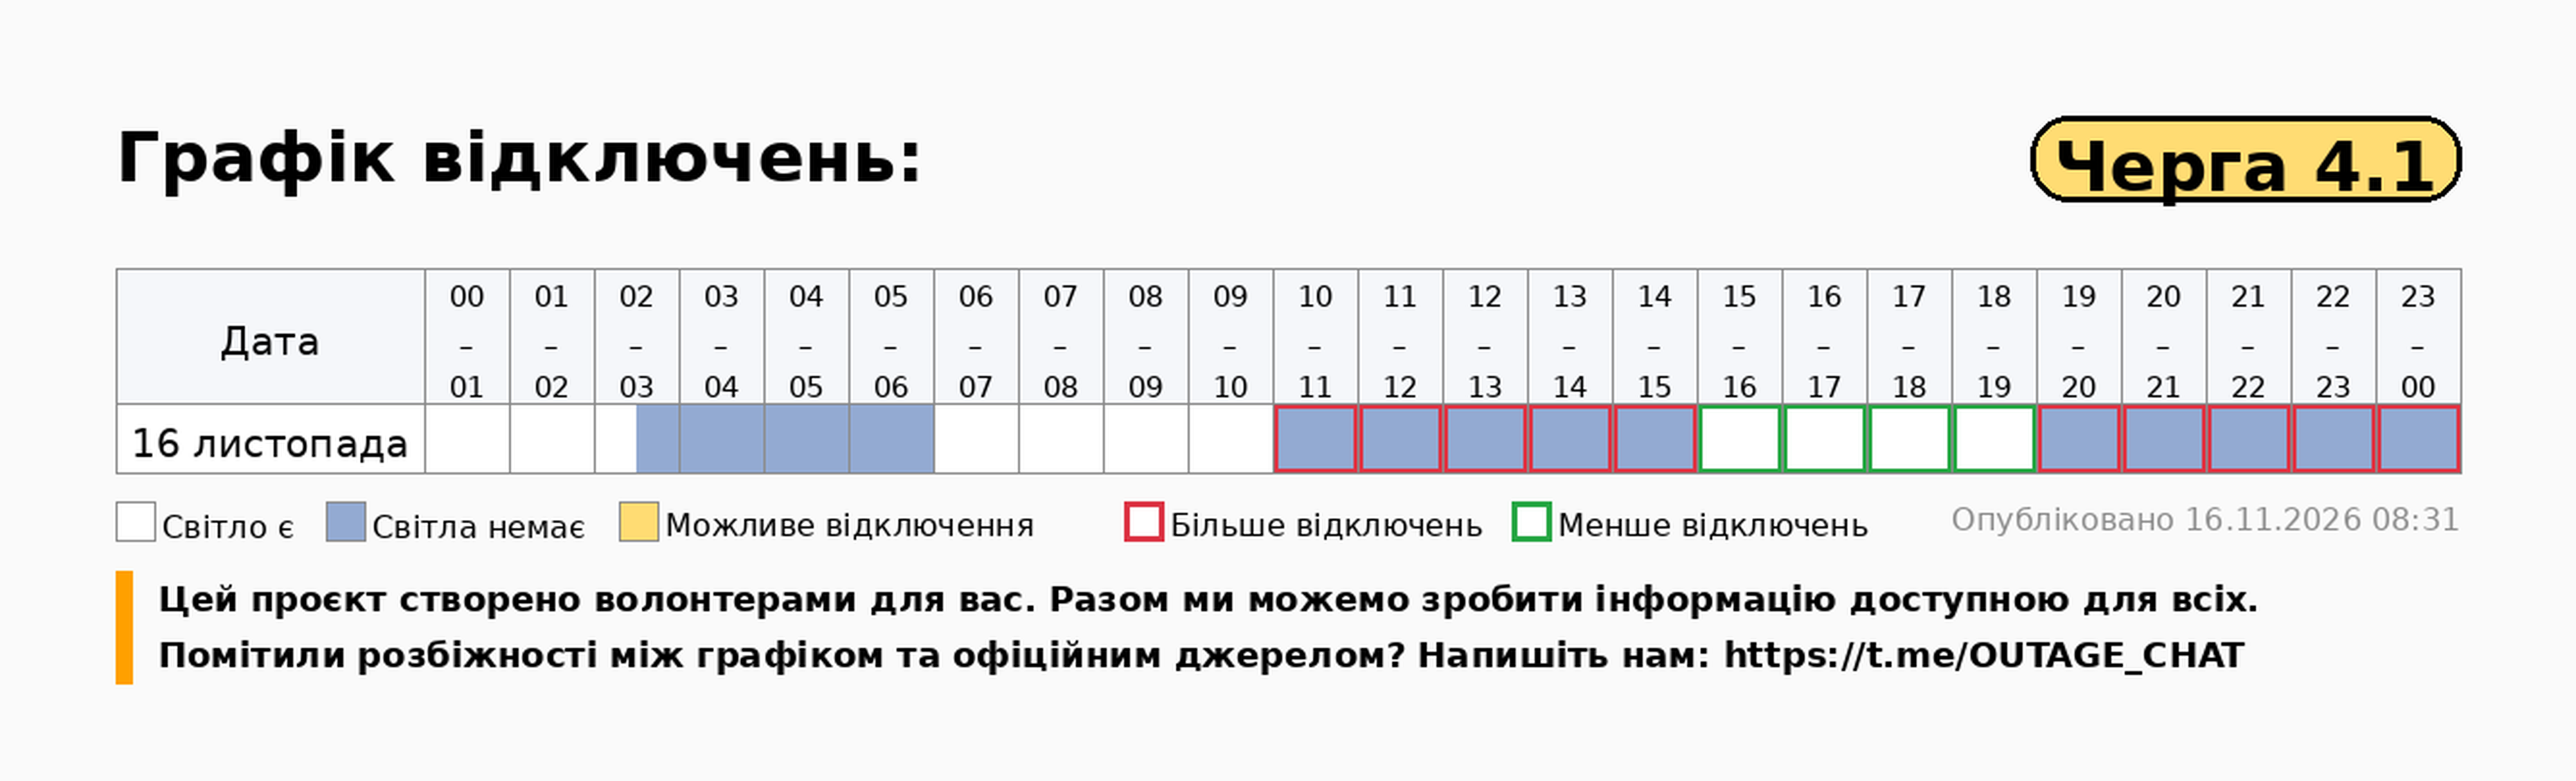 Графік відключень:
Черга 4.1
Дата
00 – 01
01 – 02
02 – 03
03 – 04
04 – 05
05 – 06
06 – 07
07 – 08
08 – 09
09 – 10
10 – 11
11 – 12
12 – 13
13 – 14
14 – 15
15 – 16
16 – 17
17 – 18
18 – 19
19 – 20
20 – 21
21 – 22
22 – 23
23 – 00
16 листопада
Світло є
Світла немає
Можливе відключення
Більше відключень
Менше відключень
Опубліковано 16.11.2026 08:31
Цей проєкт створено волонтерами для вас. Разом ми можемо зробити інформацію доступною для всіх.
Помітили розбіжності між графіком та офіційним джерелом? Напишіть нам: https://t.me/OUTAGE_CHAT